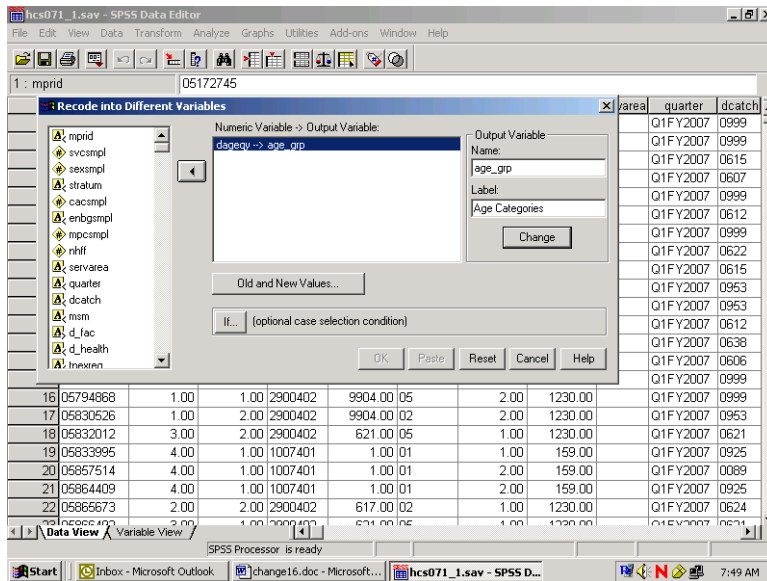 hcs071_1.sav - SPSS Data Editor
File Edit View Data Transform Analyze Graphs Utilities Add-ons Window Help
1 : mprid 05172745
varea quarter dcatch
Recode into Different Variables
mprid
svcsmpl
sexsmpl
stratum
cacsmpl
enbgsmpl
mpcsmpl
nhff
servarea
quarter
dcatch
msm
d_fac
d_health
tnexreg
Numeric Variable -> Output Variable:
dageqy --> age_grp
Output Variable
Name:
age_grp
Label:
Age Categories
Change
Old and New Values...
If... (optional case selection condition)
OK Paste Reset Cancel Help
Q1FY2007 0999
Q1FY2007 0999
Q1FY2007 0615
Q1FY2007 0607
Q1FY2007 0999
Q1FY2007 0612
Q1FY2007 0999
Q1FY2007 0622
Q1FY2007 0615
Q1FY2007 0953
Q1FY2007 0953
Q1FY2007 0612
Q1FY2007 0638
Q1FY2007 0606
Q1FY2007 0999
16 05794868 1.00 1.00 2900402 9904.00 05 2.00 1230.00 Q1FY2007 0999
17 05830526 1.00 2.00 2900402 9904.00 02 2.00 1230.00 Q1FY2007 0953
18 05832012 3.00 2.00 2900402 621.00 05 1.00 1230.00 Q1FY2007 0621
19 05833995 4.00 1.00 1007401 1.00 01 1.00 159.00 Q1FY2007 0925
20 05857514 4.00 1.00 1007401 1.00 01 2.00 159.00 Q1FY2007 0089
21 05864409 4.00 1.00 1007401 1.00 01 2.00 159.00 Q1FY2007 0925
22 05865673 2.00 2.00 2900402 617.00 02 1.00 1230.00 Q1FY2007 0624
Data View Variable View
SPSS Processor is ready
Start Inbox - Microsoft Outlook change16.doc - Microsoft... hcs071_1.sav - SPSS D... 7:49 AM